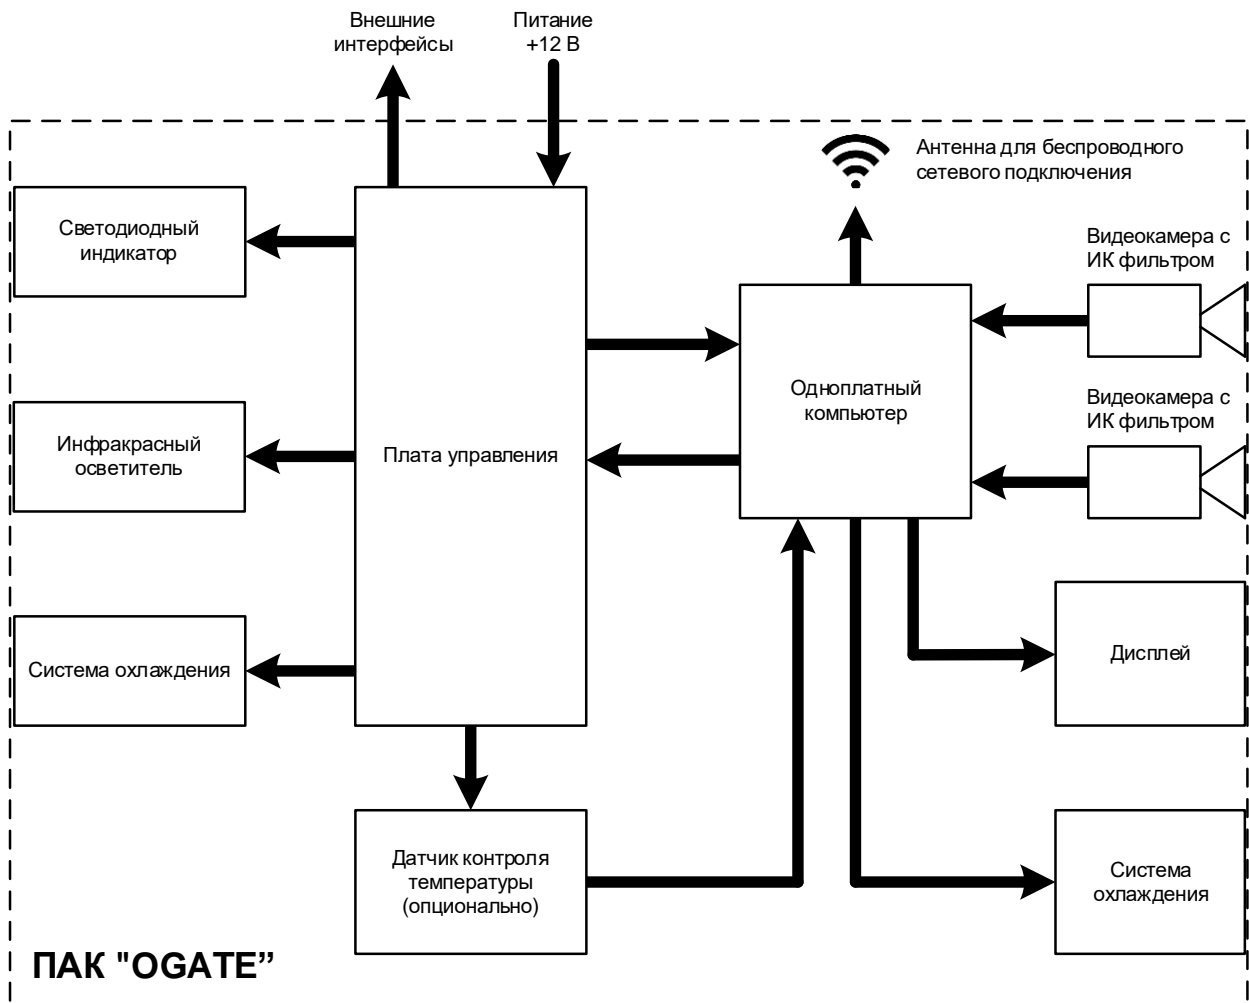 Внешние
интерфейсы
Питание
+12 В
Антенна для беспроводного
сетевого подключения
Светодиодный
индикатор
Видеокамера с
ИК фильтром
Одноплатный
компьютер
Видеокамера с
ИК фильтром
Инфракрасный
осветитель
Плата управления
Система охлаждения
Дисплей
Датчик контроля
температуры
(опционально)
Система
охлаждения
ПАК "OGATE”